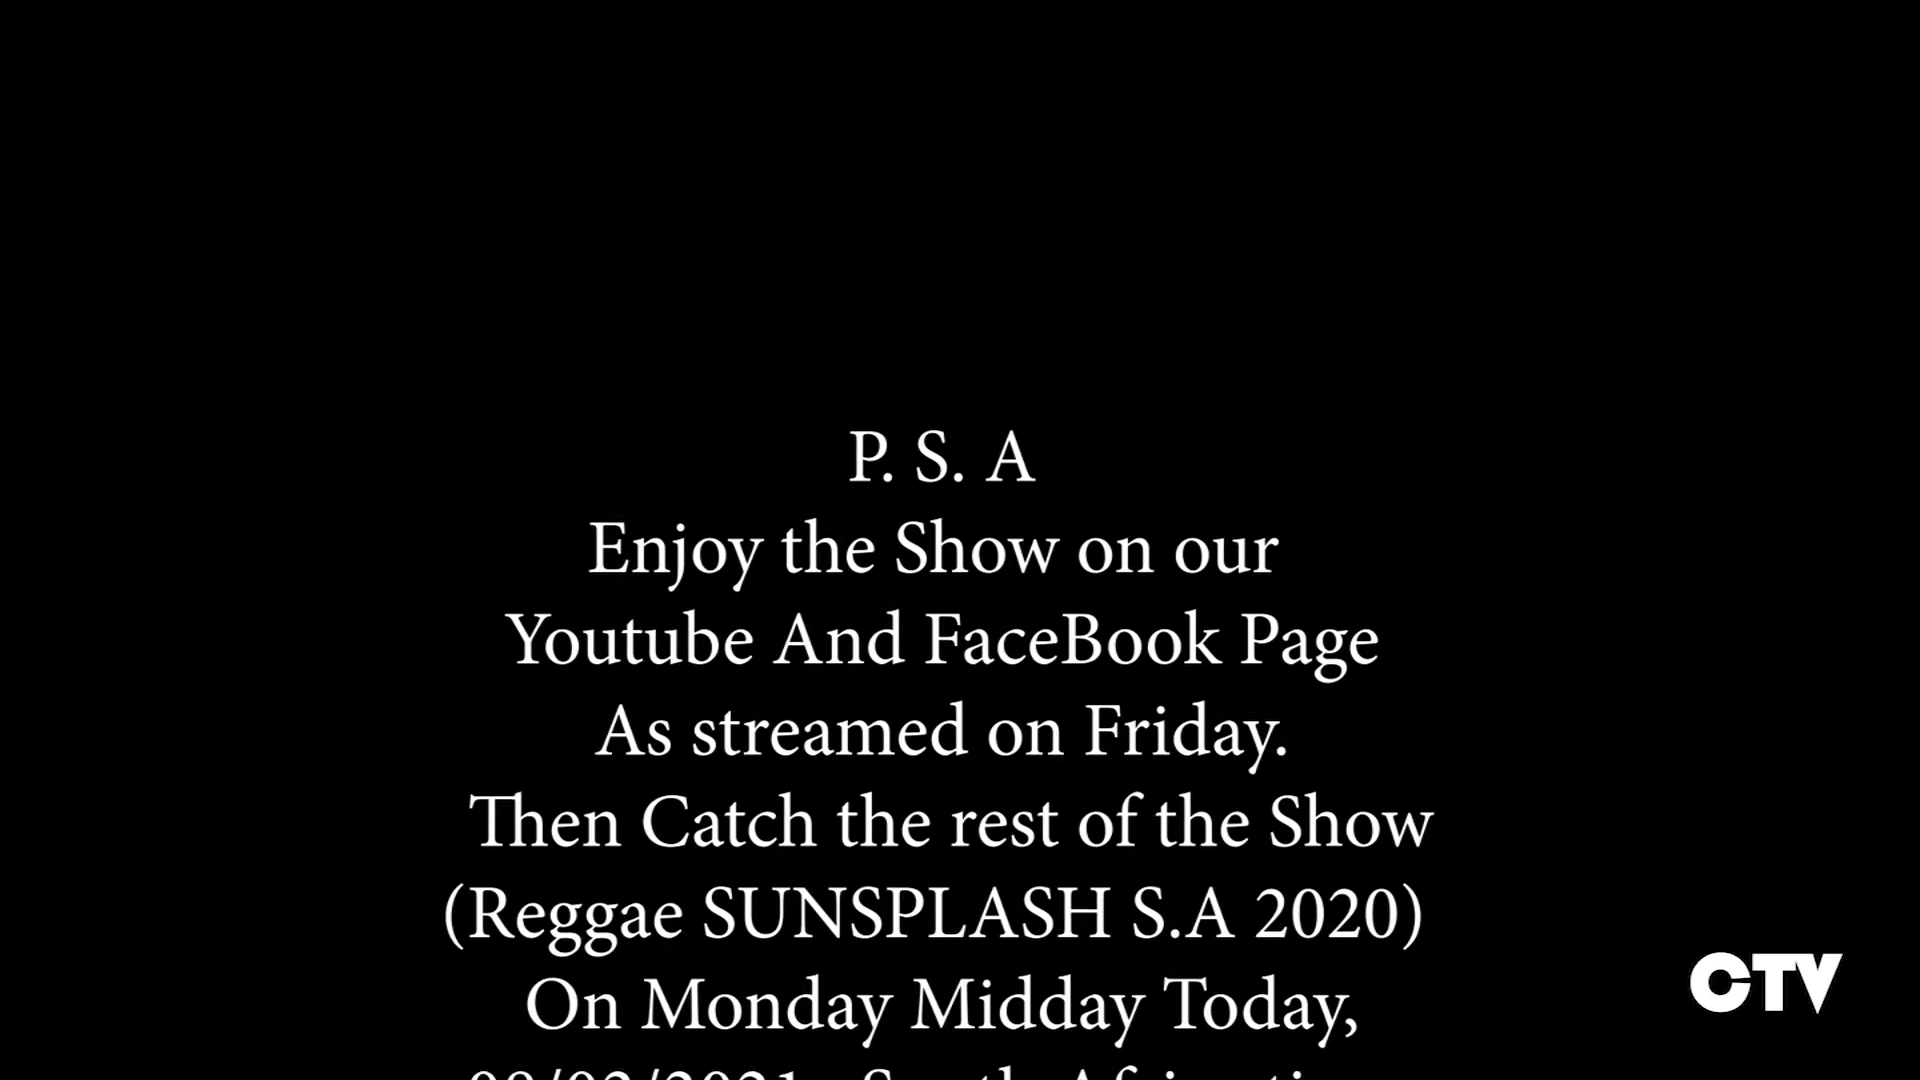 P. S. A
Enjoy the Show on our
Youtube And FaceBook Page
As streamed on Friday.
Then Catch the rest of the Show
(Reggae SUNSPLASH S.A 2020)
On Monday Midday Today,
CTV